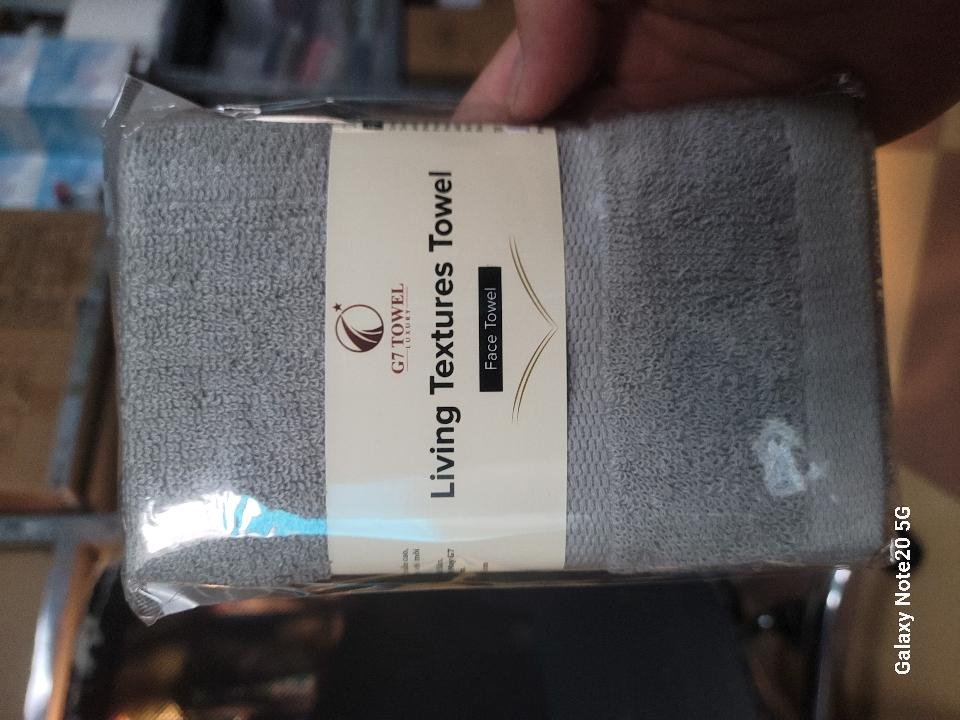 G7 TOWEL
LUXURY
Living Textures Towel
Face Towel
Galaxy Note20 5G